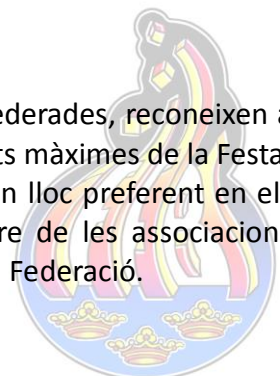 ederades, reconeixen a
ts màximes de la Festa
n lloc preferent en el
re de les associacion
Federació.